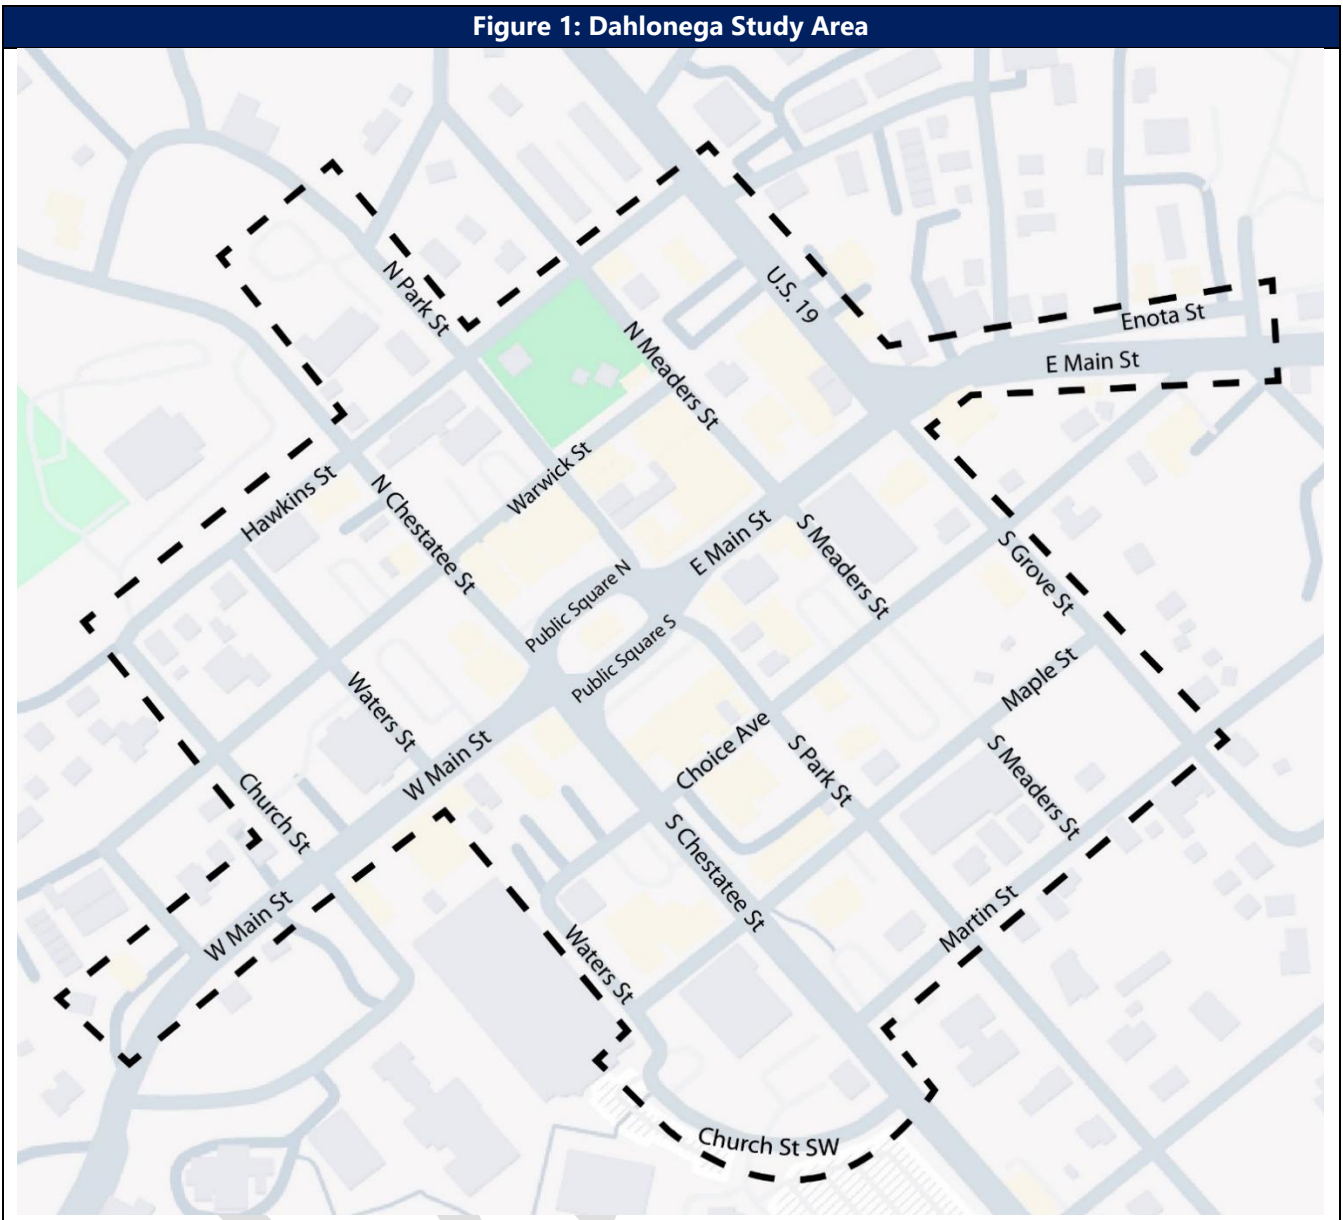 Figure 1: Dahlonega Study Area
N Park St
U.S. 19
Enota St
E Main St
N Meaders St
Warwick St
Hawkins St
N Chestatee St
E Main St
S Meaders St
S Grove St
Public Square N
Public Square S
Waters St
W Main St
Maple St
Choice Ave
S Park St
S Meaders St
Church St
S Chestatee St
W Main St
Martin St
Waters St
Church St SW